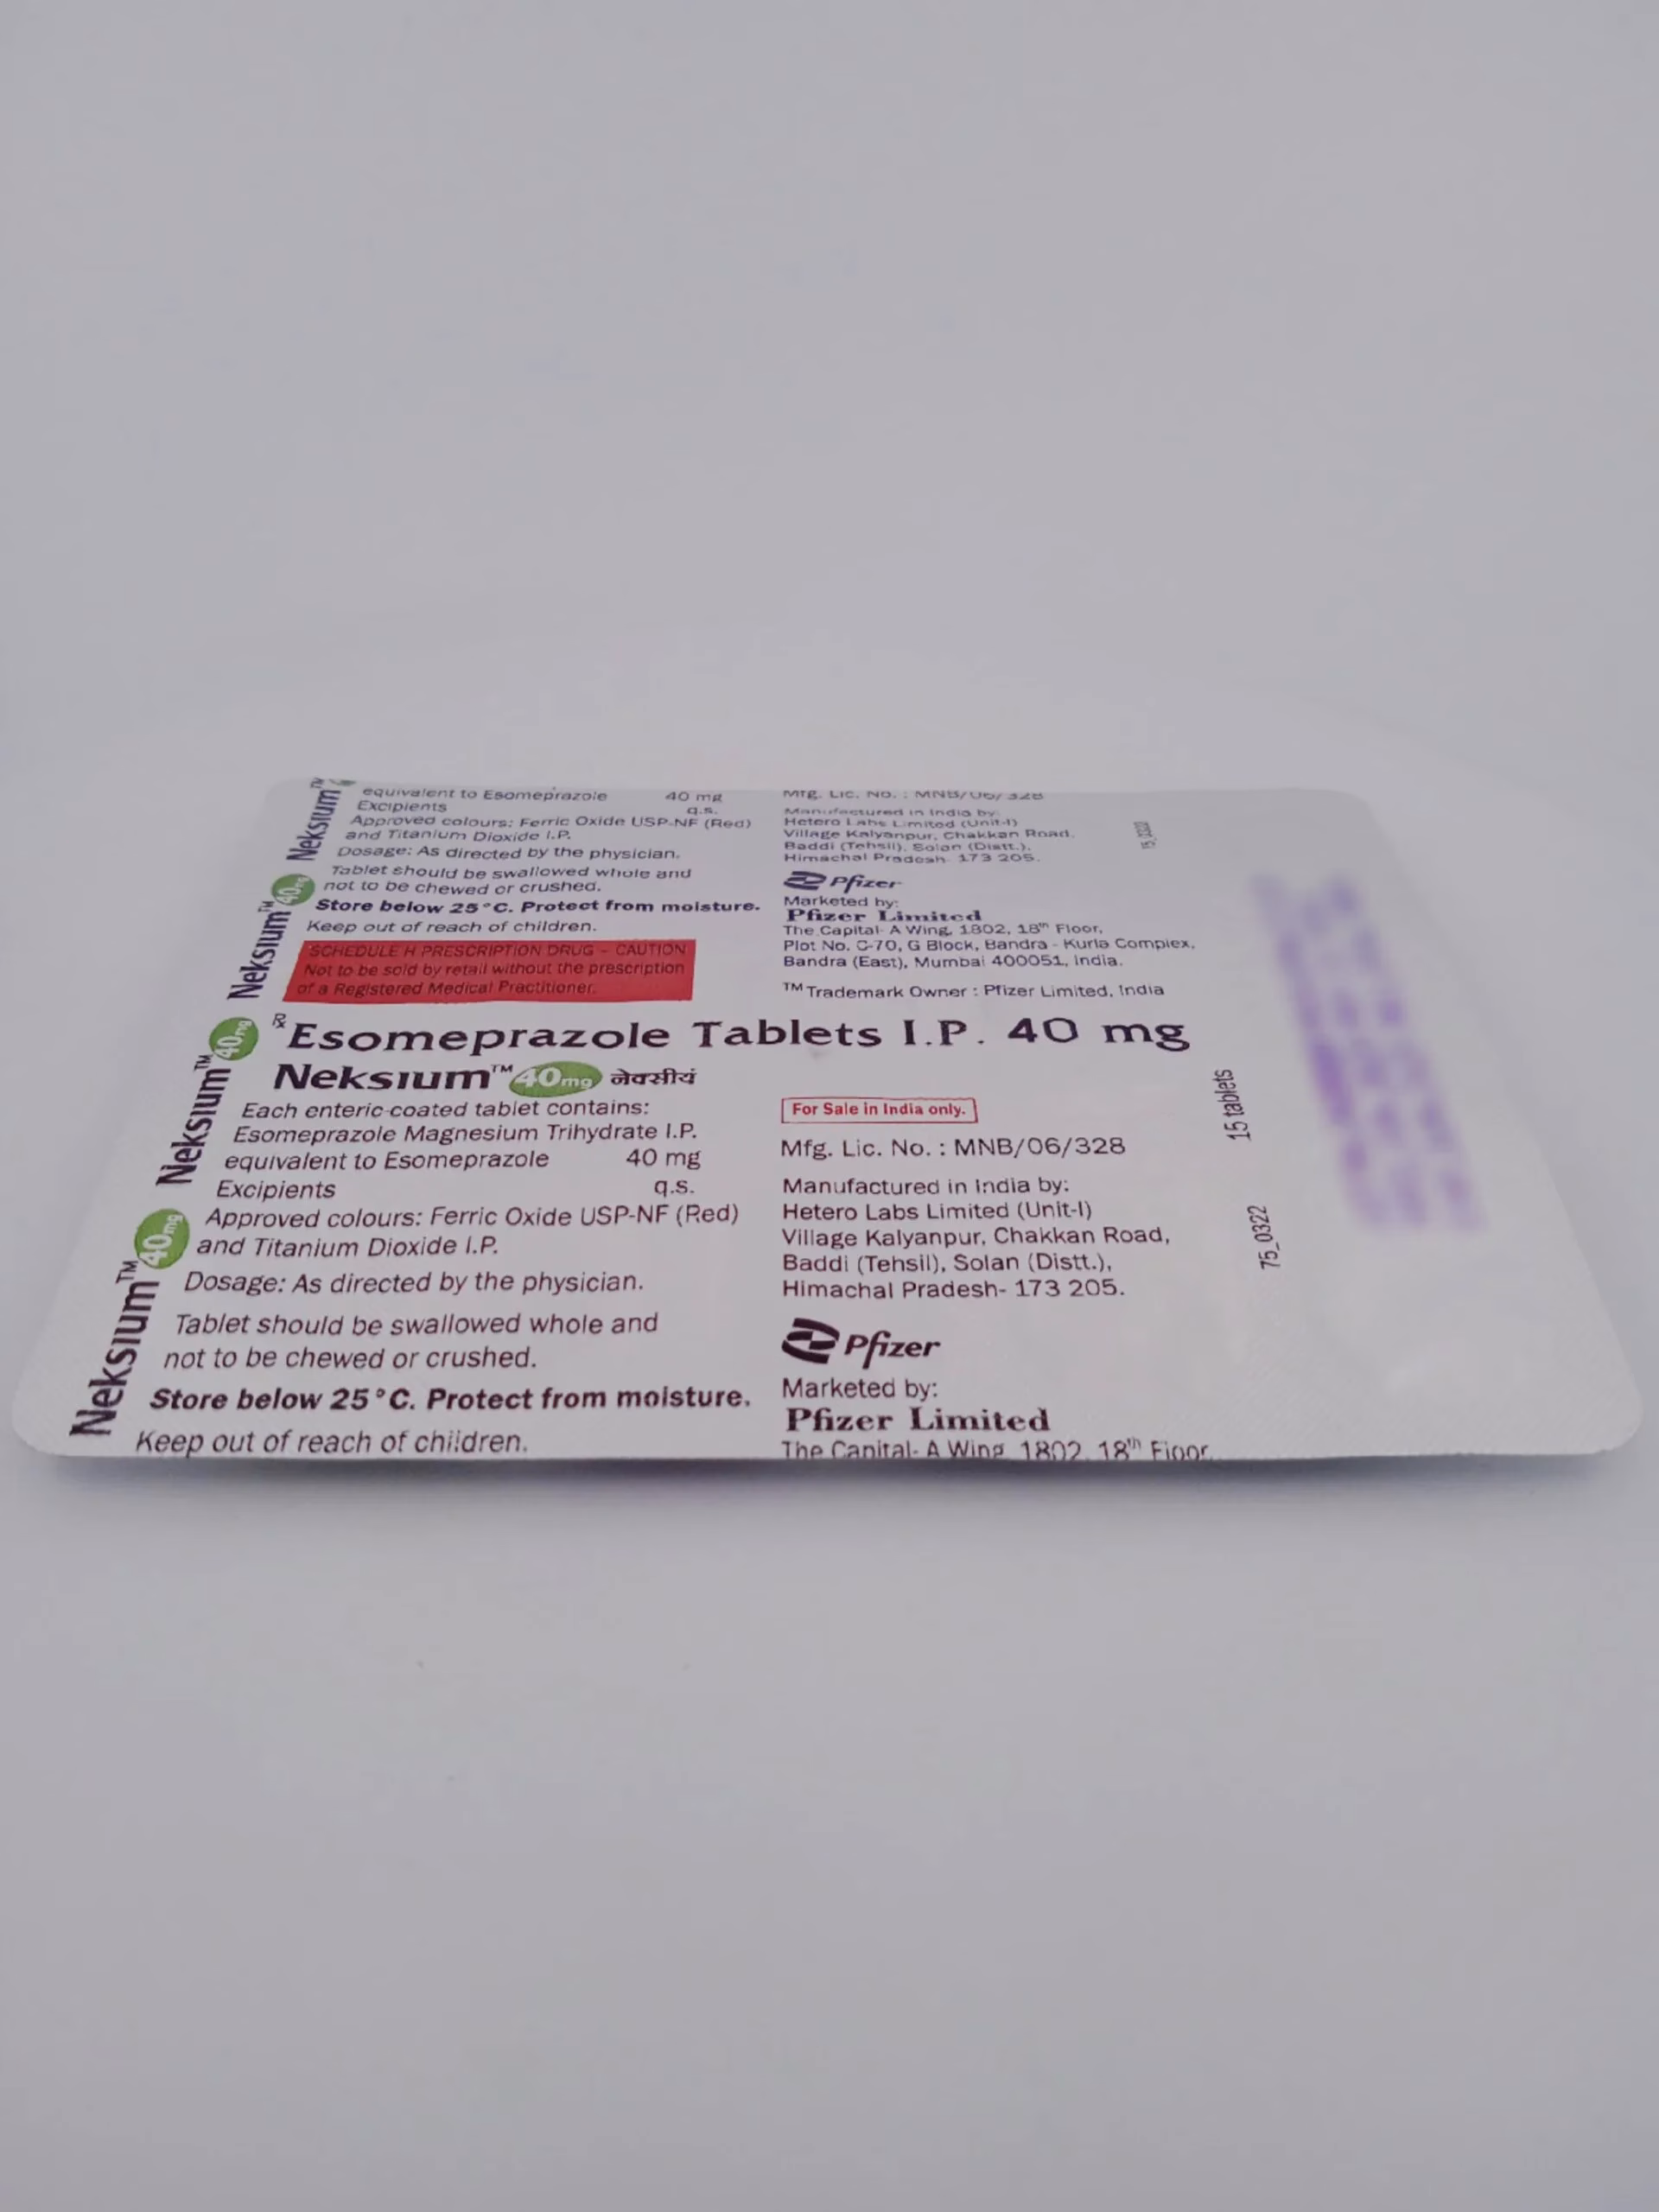 equivalent to Esomeprazole 40 mg
Excipients q.s.
Approved colours: Ferric Oxide USP-NF (Red)
and Titanium Dioxide I.P.
Dosage: As directed by the physician.
Tablet should be swallowed whole and
not to be chewed or crushed.
Store below 25°C. Protect from moisture.
Keep out of reach of children.
SCHEDULE H PRESCRIPTION DRUG – CAUTION
Not to be sold by retail without the prescription
of a Registered Medical Practitioner.
Mfg. Lic. No. : MNB/06/328
Manufactured in India by:
Hetero Labs Limited (Unit-I)
Village Kalyanpur, Chakkan Road,
Baddi (Tehsil), Solan (Distt.),
Himachal Pradesh- 173 205.
Pfizer
Marketed by:
Pfizer Limited
The Capital- A Wing, 1802, 18th Floor,
Plot No. C-70, G Block, Bandra - Kurla Complex,
Bandra (East), Mumbai 400051, India.
™Trademark Owner : Pfizer Limited, India
Neksium™
40mg
Neksium™
40mg
Neksium™
40mg
Neksium™
℞ Esomeprazole Tablets I.P. 40 mg
Neksium™ 40mg नेक्सीयं
Each enteric-coated tablet contains:
Esomeprazole Magnesium Trihydrate I.P.
equivalent to Esomeprazole 40 mg
Excipients q.s.
Approved colours: Ferric Oxide USP-NF (Red)
and Titanium Dioxide I.P.
Dosage: As directed by the physician.
Tablet should be swallowed whole and
not to be chewed or crushed.
Store below 25°C. Protect from moisture.
Keep out of reach of children.
For Sale in India only.
Mfg. Lic. No. : MNB/06/328
Manufactured in India by:
Hetero Labs Limited (Unit-I)
Village Kalyanpur, Chakkan Road,
Baddi (Tehsil), Solan (Distt.),
Himachal Pradesh- 173 205.
Pfizer
Marketed by:
Pfizer Limited
The Capital- A Wing, 1802, 18th Floor,
15 tablets
75_0322